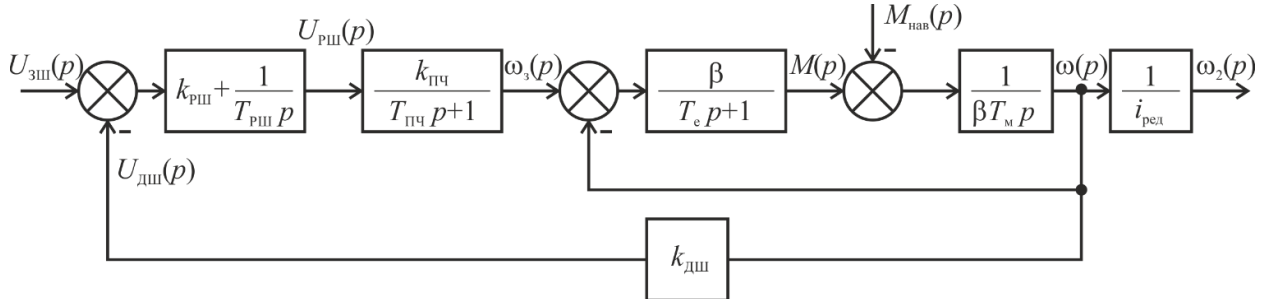 U_ЗШ(p)
k_РШ + 1/(T_РШ p)
U_РШ(p)
k_ПЧ/(T_ПЧ p+1)
ω_з(p)
β/(T_е p+1)
M(p)
M_нав(p)
1/(βT_м p)
ω(p)
1/i_ред
ω_2(p)
U_ДШ(p)
k_ДШ